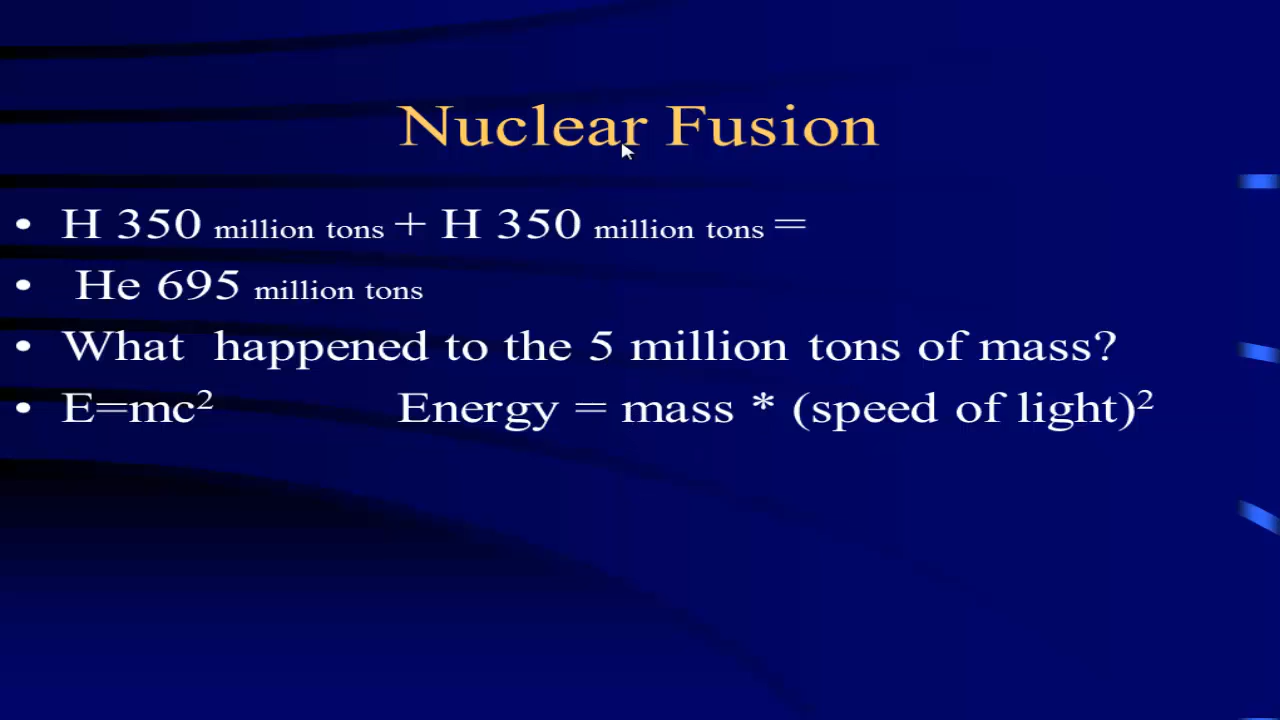 Nuclear Fusion
• H 350 million tons + H 350 million tons =
• He 695 million tons
• What happened to the 5 million tons of mass?
• E=mc² Energy = mass * (speed of light)²